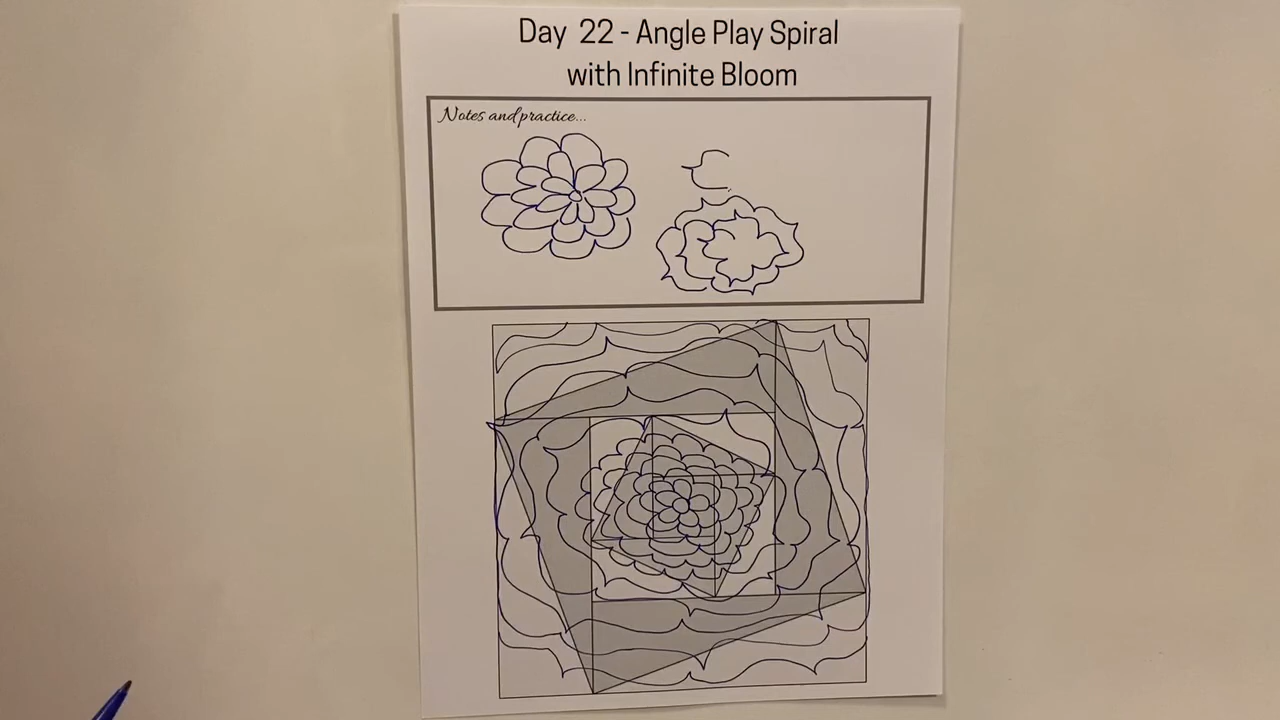 Day 22 - Angle Play Spiral
with Infinite Bloom
Notes and practice...